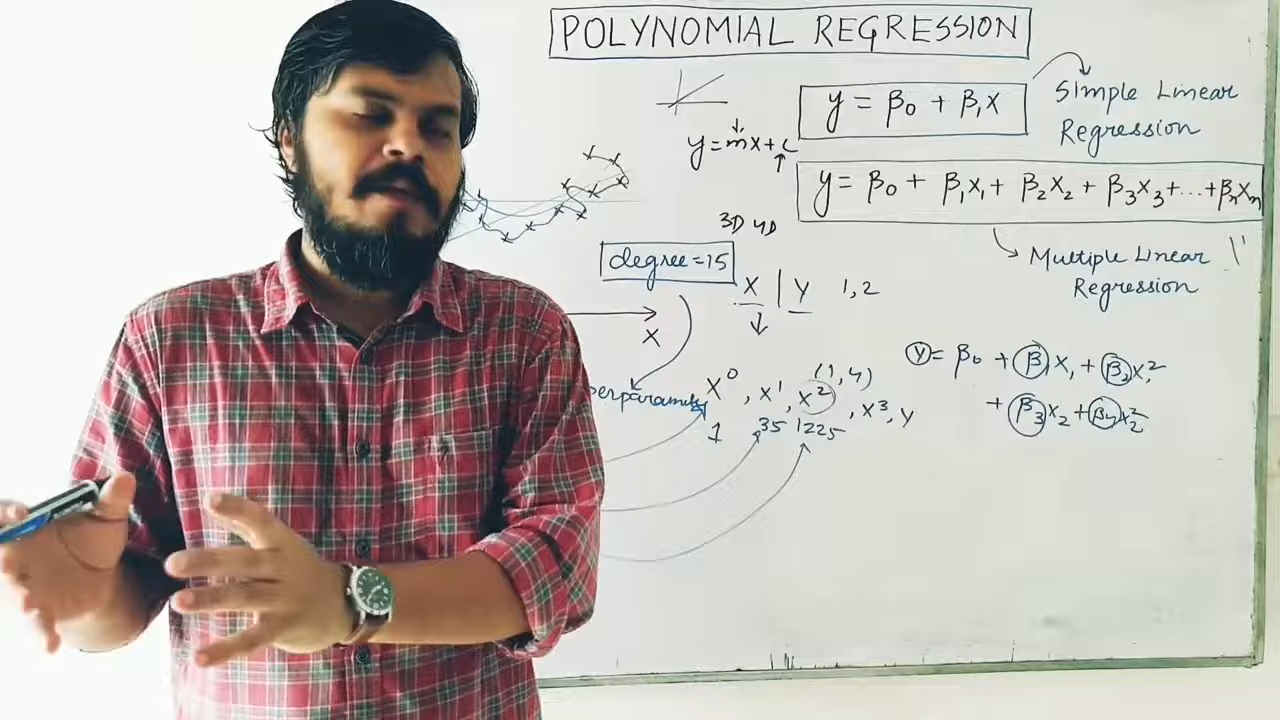 POLYNOMIAL REGRESSION
y = β₀ + β₁x
Simple Linear
Regression
y = mx + c
y = β₀ + β₁x₁ + β₂x₂ + β₃x₃ + ... + βₙxₙ
3D 4D
degree = 15
Multiple Linear
Regression
X | Y 1, 2
X
(1, 4)
x⁰, x¹, x², x³, y
1 35 1225
y = β₀ + β₁x₁ + β₂x₁²
+ β₃x₂ + β₄x₂²